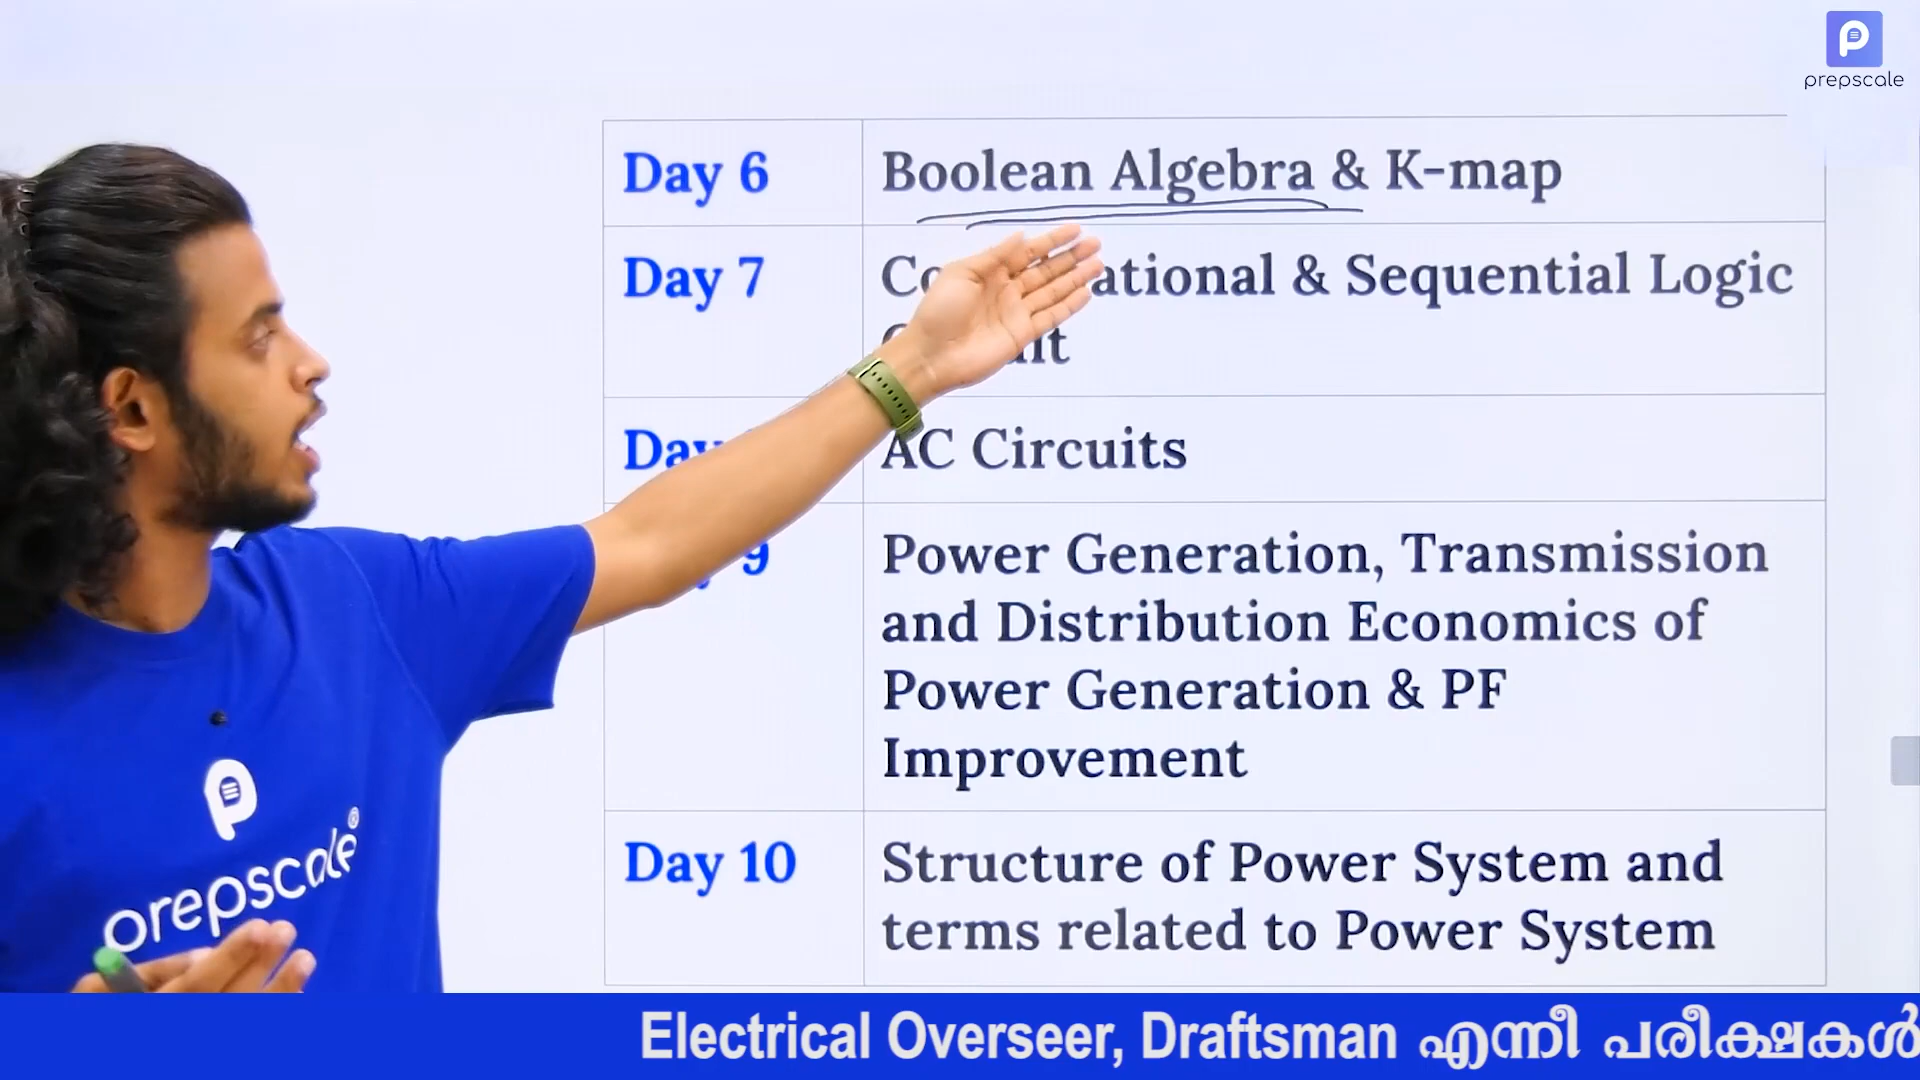 prepscale
Day 6
Boolean Algebra & K-map
Day 7
& Sequential Logic
AC Circuits
9
Power Generation, Transmission
and Distribution Economics of
Power Generation & PF
Improvement
Day 10
Structure of Power System and
terms related to Power System
prepscale
Electrical Overseer, Draftsman എന്നീ പരീക്ഷകൾ